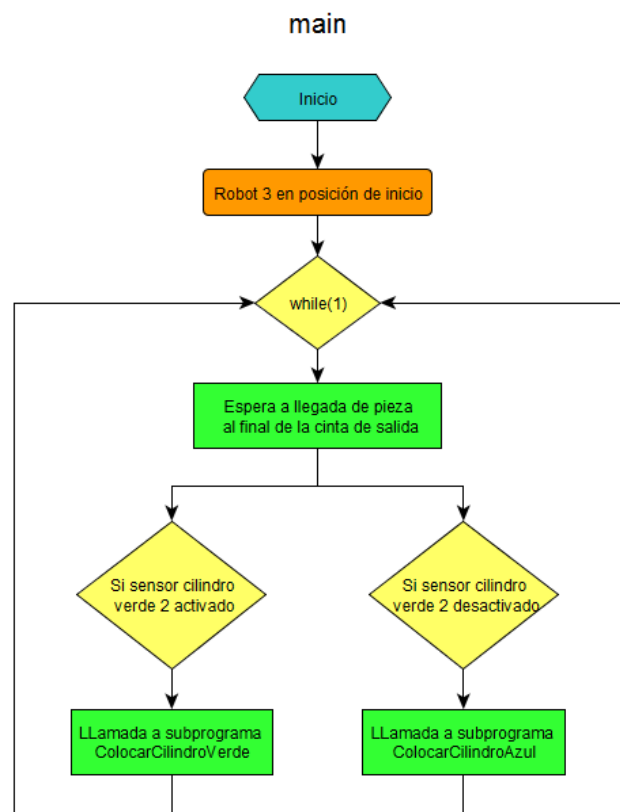 main
Inicio
Robot 3 en posición de inicio
while(1)
Espera a llegada de pieza
al final de la cinta de salida
Si sensor cilindro
verde 2 activado
Si sensor cilindro
verde 2 desactivado
LLamada a subprograma
ColocarCilindroVerde
LLamada a subprograma
ColocarCilindroAzul